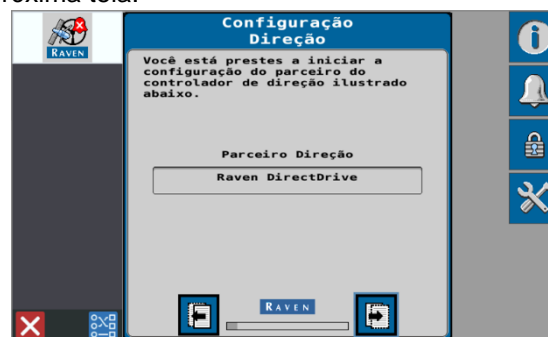 próxima tela.
RAVEN
Configuração
Direção
Você está prestes a iniciar a
configuração do parceiro do
controlador de direção ilustrado
abaixo.
Parceiro Direção
Raven DirectDrive
RAVEN